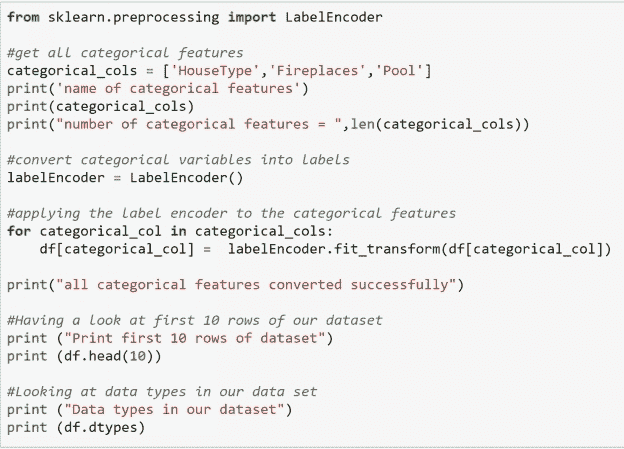 from sklearn.preprocessing import LabelEncoder
#get all categorical features
categorical_cols = ['HouseType','Fireplaces','Pool']
print('name of categorical features')
print(categorical_cols)
print("number of categorical features = ",len(categorical_cols))
#convert categorical variables into labels
labelEncoder = LabelEncoder()
#applying the label encoder to the categorical features
for categorical_col in categorical_cols:
    df[categorical_col] =  labelEncoder.fit_transform(df[categorical_col])
print("all categorical features converted successfully")
#Having a look at first 10 rows of our dataset
print ("Print first 10 rows of dataset")
print (df.head(10))
#Looking at data types in our data set
print ("Data types in our dataset")
print (df.dtypes)